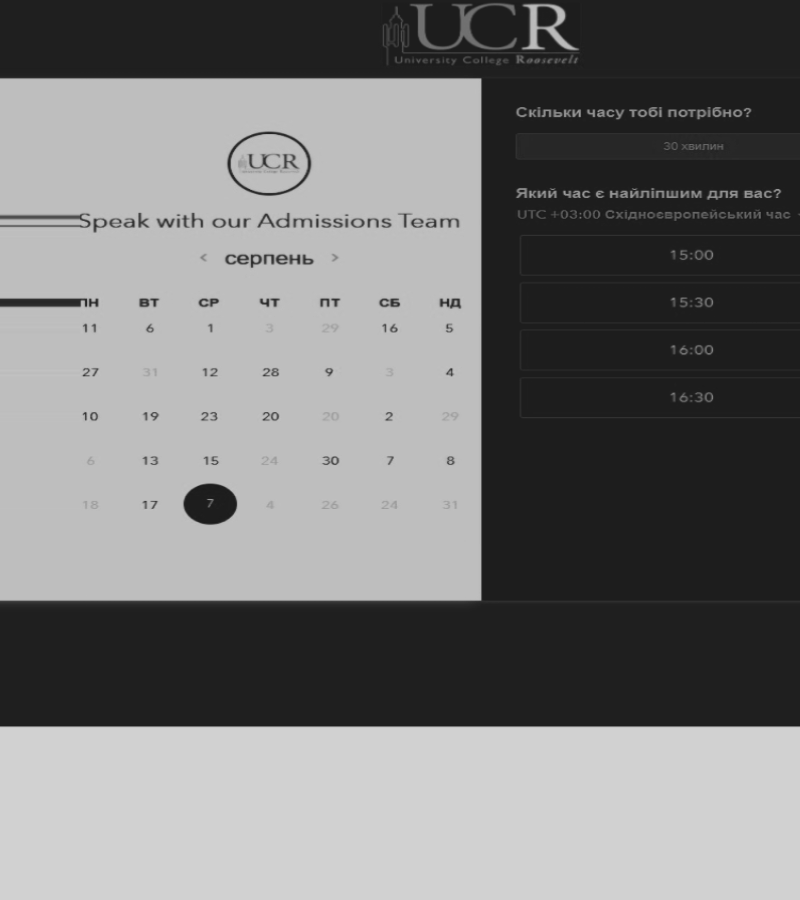 UCR
University College Roosevelt
UCR
Speak with our Admissions Team
< серпень >
ПН ВТ СР ЧТ ПТ СБ НД
11 6 1 3 29 16 5
27 31 12 28 9 3 4
10 19 23 20 20 2 29
6 13 15 24 30 7 8
18 17 7 4 26 24 31
Скільки часу тобі потрібно?
30 хвилин
Який час є найліпшим для вас?
UTC +03:00 Східноєвропейський час
15:00
15:30
16:00
16:30